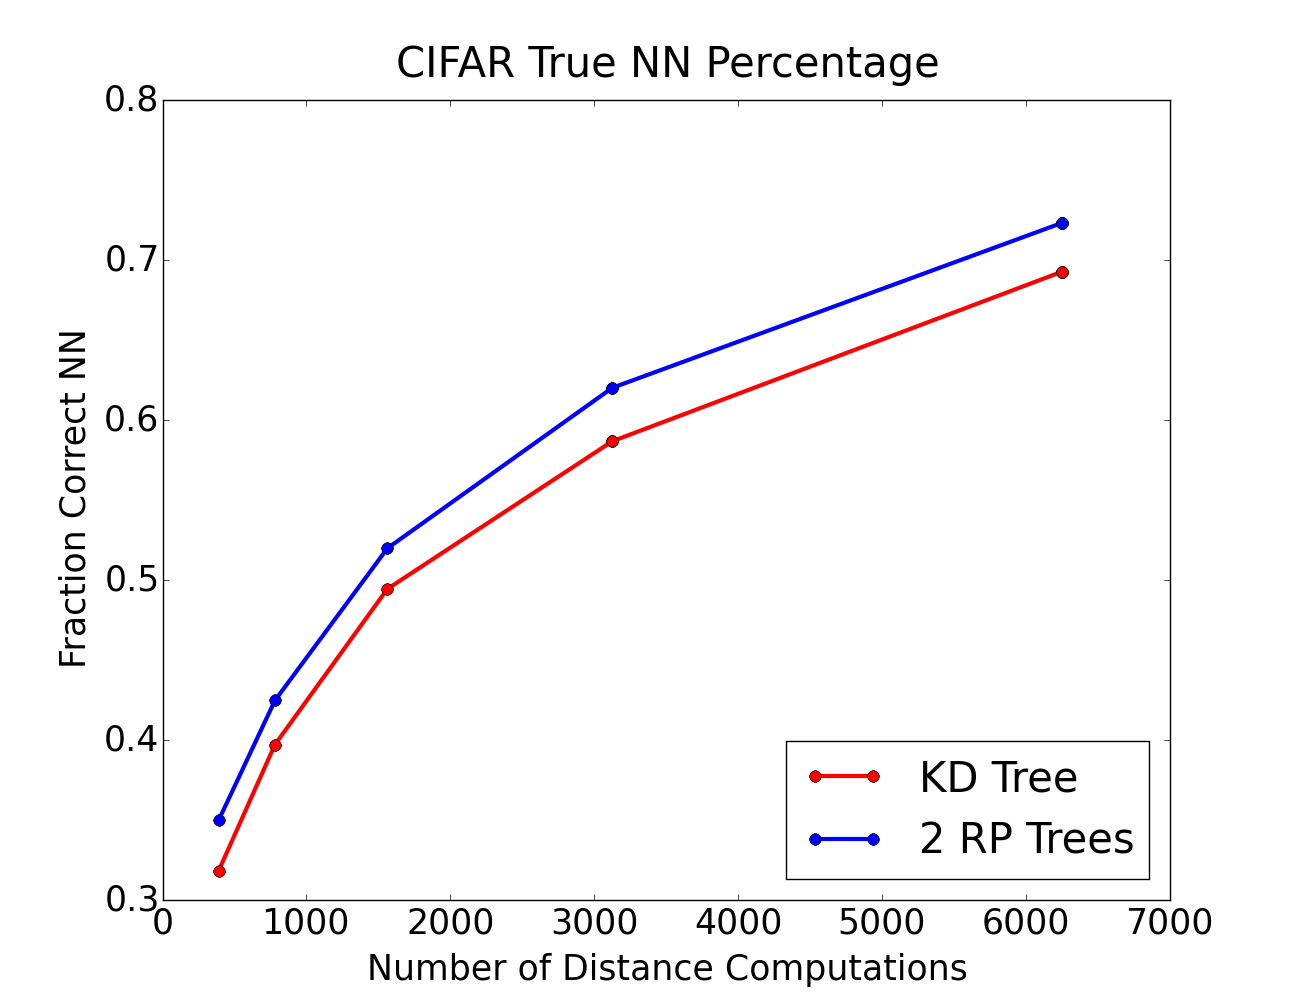 CIFAR True NN Percentage
0.8
0.7
0.6
0.5
0.4
0.3
Fraction Correct NN
KD Tree
2 RP Trees
0 1000 2000 3000 4000 5000 6000 7000
Number of Distance Computations